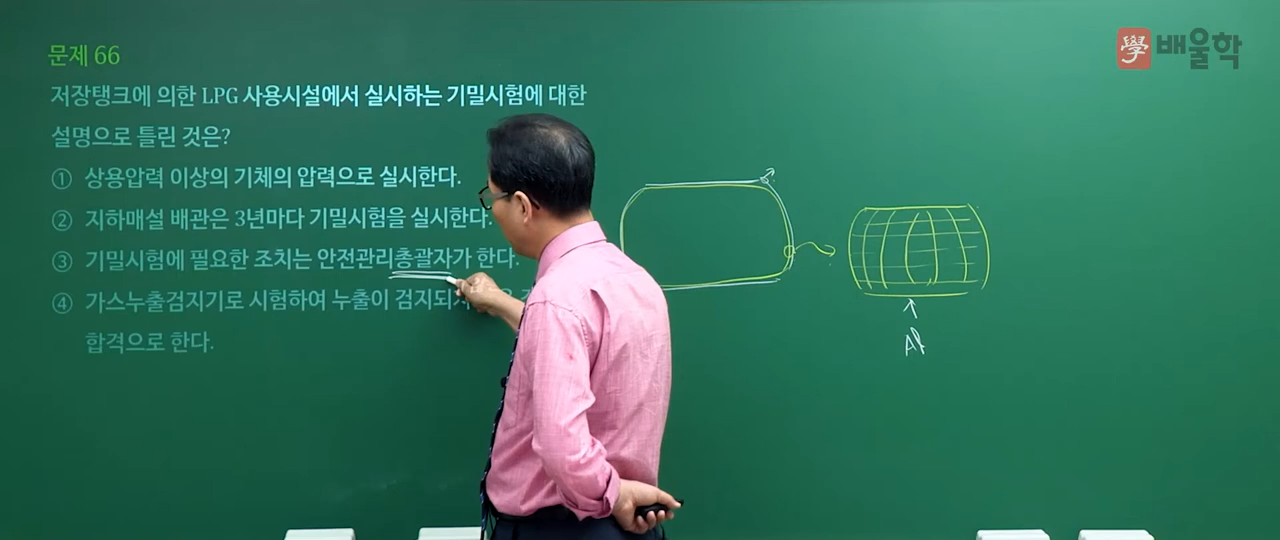 學 배울학
문제 66
저장탱크에 의한 LPG 사용시설에서 실시하는 기밀시험에 대한
설명으로 틀린 것은?
① 상용압력 이상의 기체의 압력으로 실시한다.
② 지하매설 배관은 3년마다 기밀시험을 실시한다.
③ 기밀시험에 필요한 조치는 안전관리총괄자가 한다.
④ 가스누출검지기로 시험하여 누출이 검지되지
합격으로 한다.